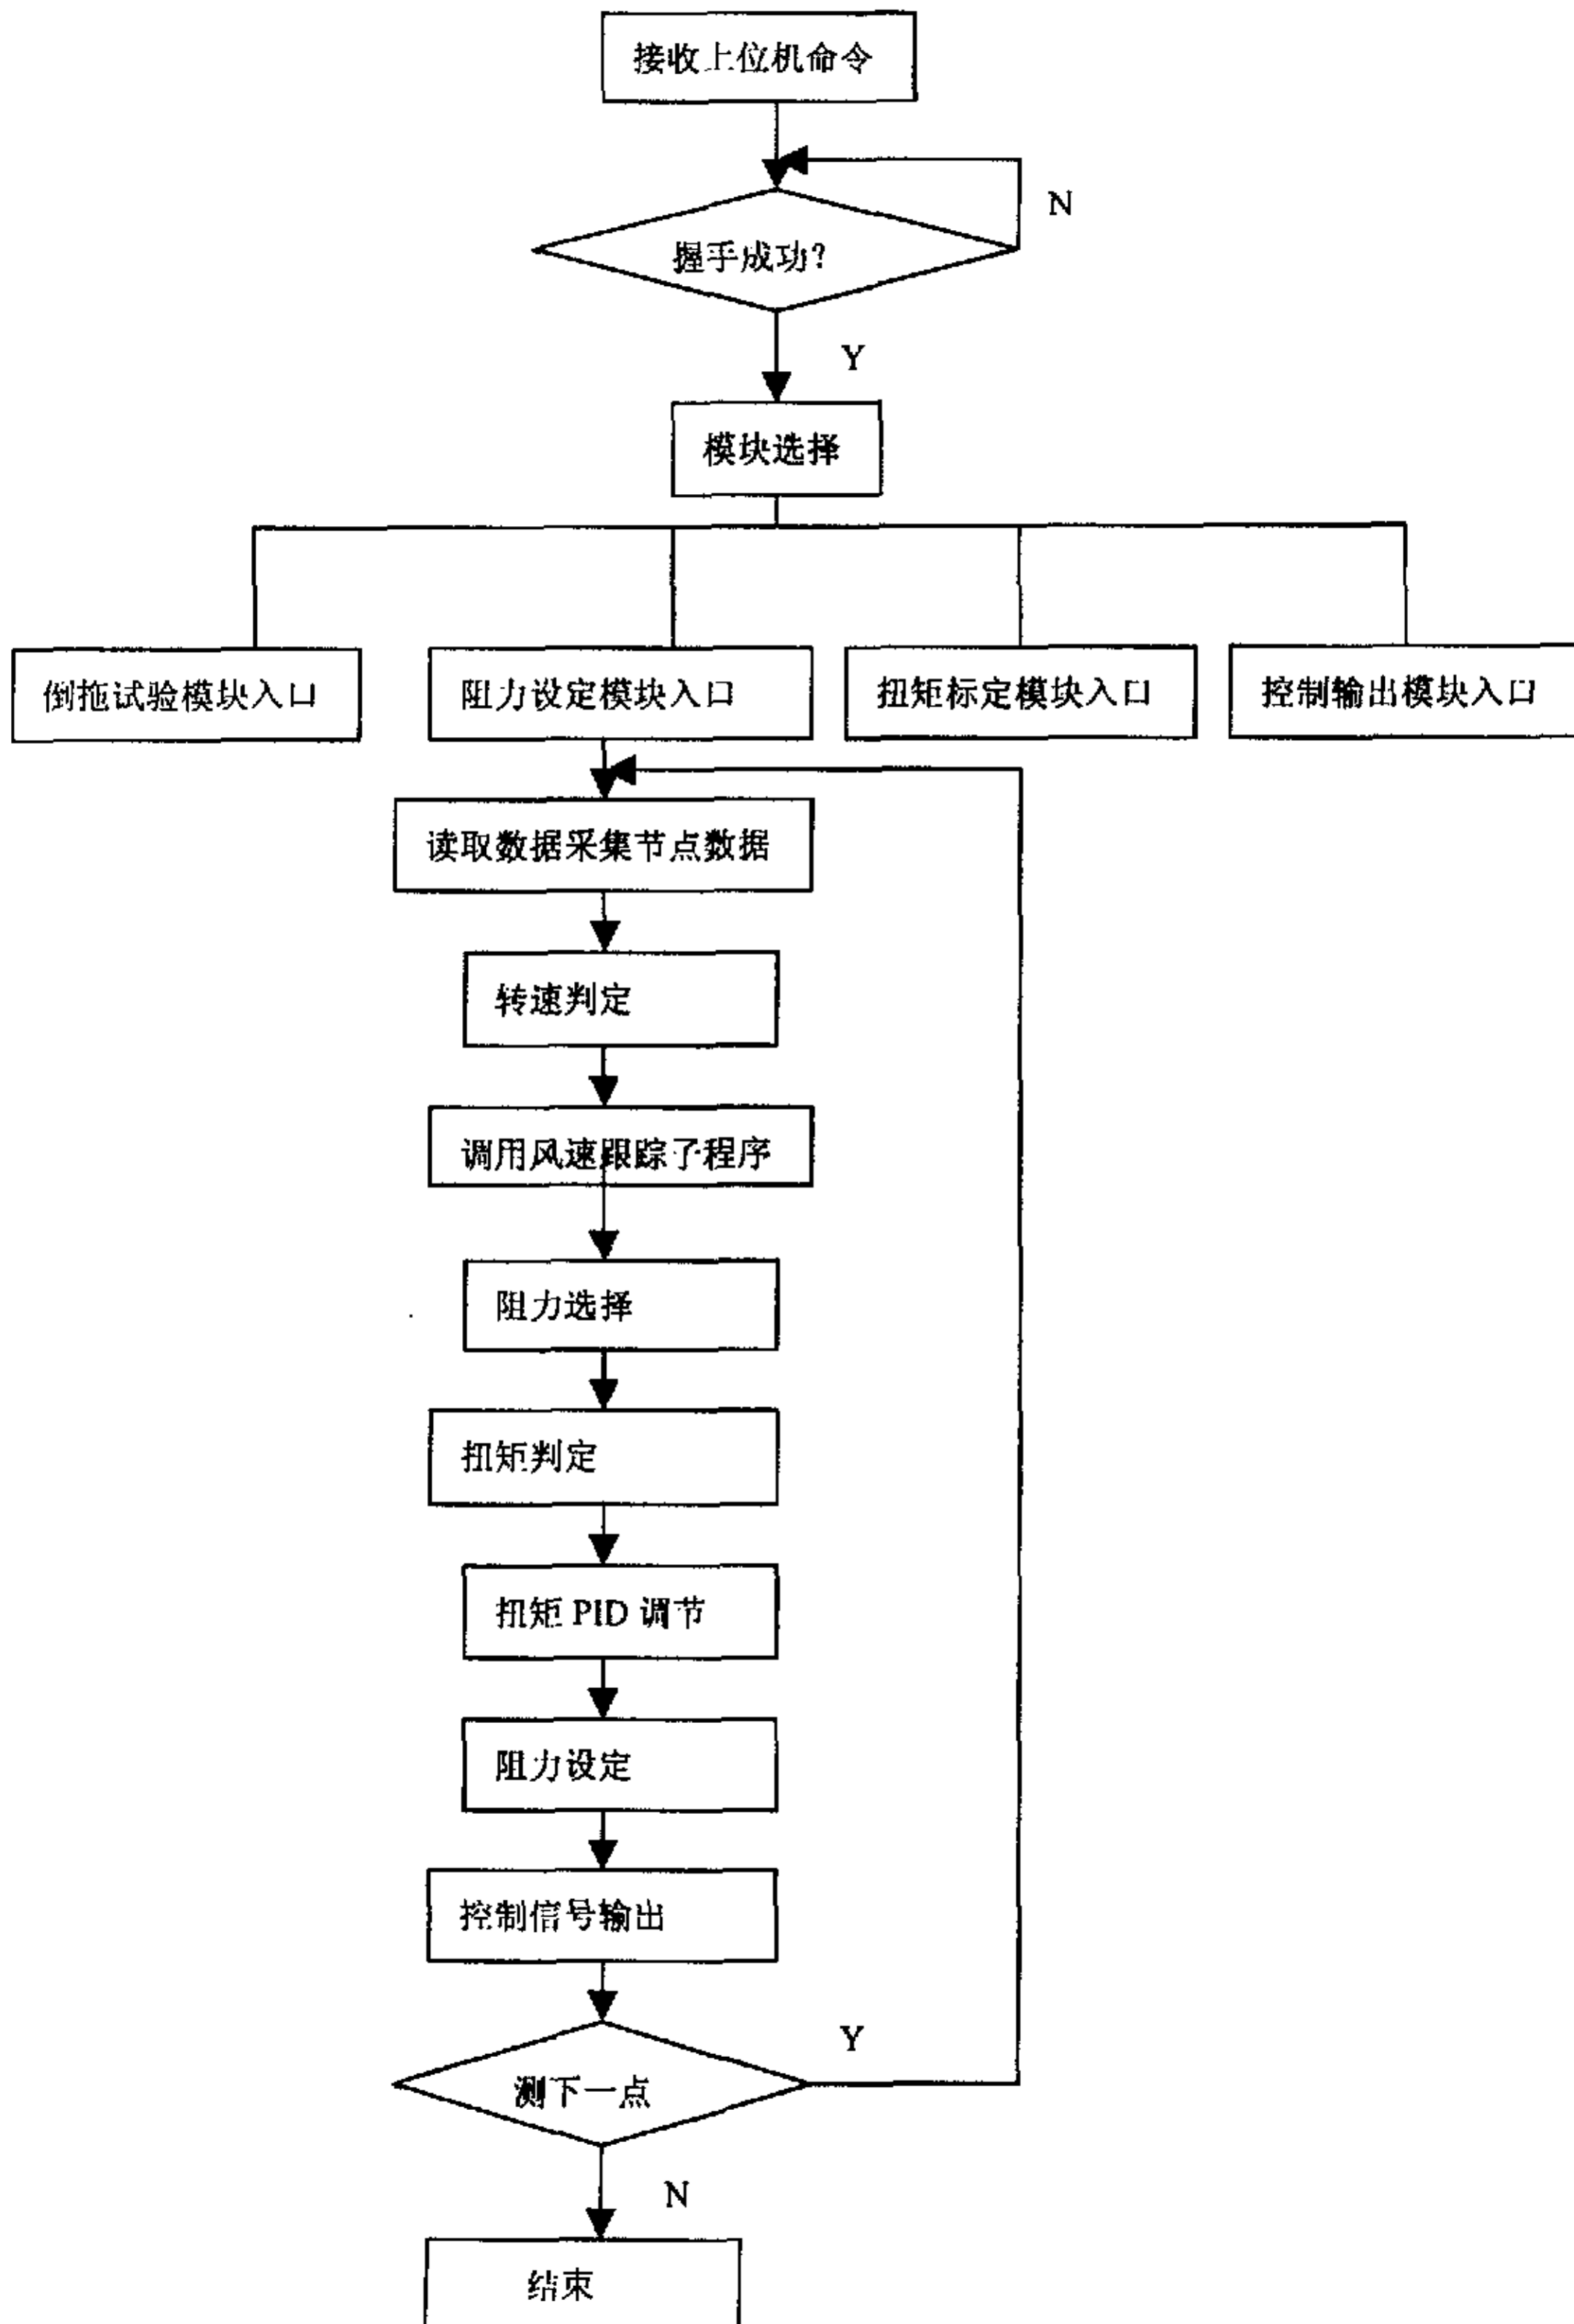 接收上位机命令
N
握手成功?
Y
模块选择
倒拖试验模块入口
阻力设定模块入口
扭矩标定模块入口
控制输出模块入口
读取数据采集节点数据
转速判定
调用风速跟踪子程序
阻力选择
扭矩判定
扭矩 PID 调节
阻力设定
控制信号输出
Y
测下一点
N
结束